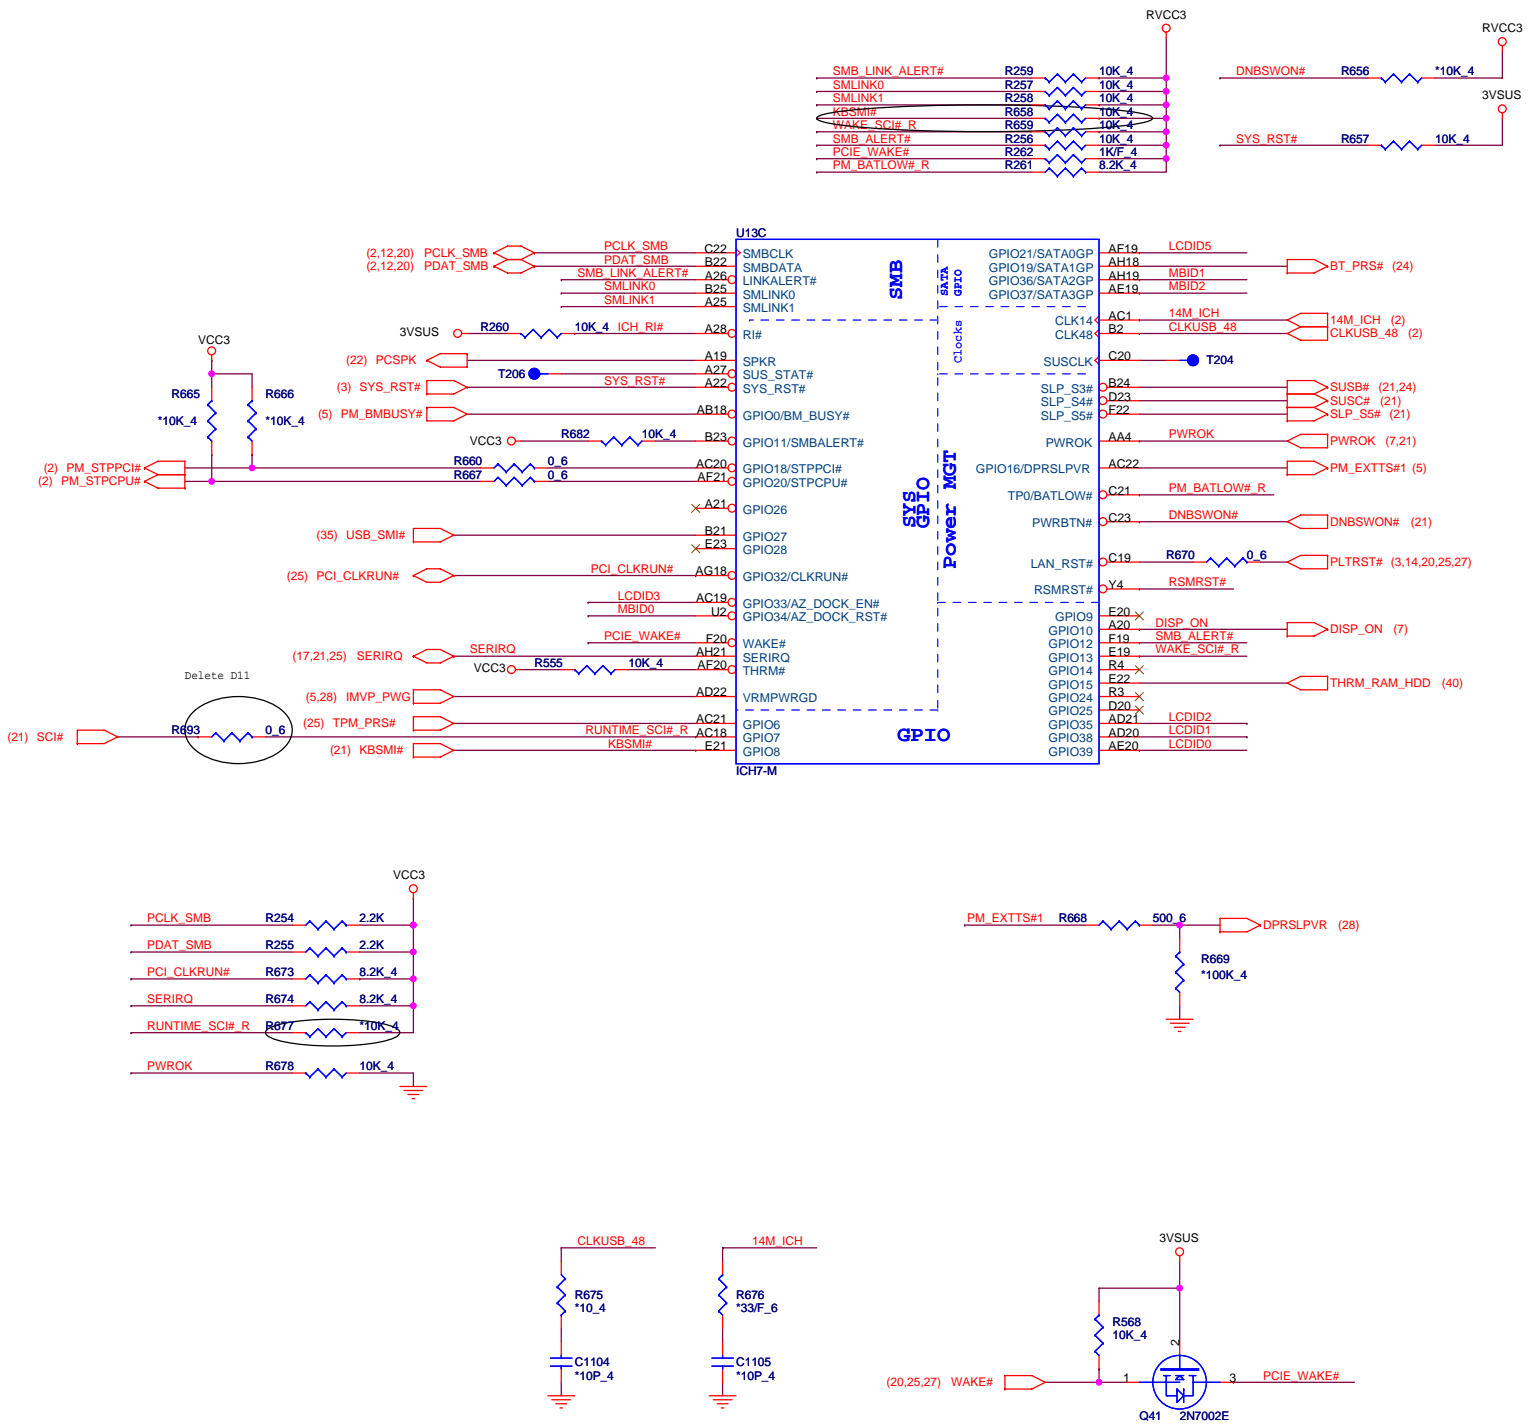 RVCC3
RVCC3
SMB_LINK_ALERT# R259 10K_4
SMLINK0 R257 10K_4
SMLINK1 R258 10K_4
KBSMI# R658 10K_4
WAKE_SCI#_R R659 10K_4
SMB_ALERT# R256 10K_4
PCIE_WAKE# R262 1K/F_4
PM_BATLOW#_R R261 8.2K_4
DNBSWON# R656 *10K_4
3VSUS
SYS_RST# R657 10K_4
U13C
(2,12,20) PCLK_SMB PCLK_SMB C22 SMBCLK
(2,12,20) PDAT_SMB PDAT_SMB B22 SMBDATA
SMB_LINK_ALERT# A26 LINKALERT#
SMLINK0 B25 SMLINK0
SMLINK1 A25 SMLINK1
3VSUS R260 10K_4 ICH_RI# A28 RI#
(22) PCSPK A19 SPKR
T206 A27 SUS_STAT#
(3) SYS_RST# SYS_RST# A22 SYS_RST#
(5) PM_BMBUSY# AB18 GPIO0/BM_BUSY#
VCC3 R682 10K_4 B23 GPIO11/SMBALERT#
VCC3
R665 *10K_4
R666 *10K_4
(2) PM_STPPCI# R660 0_6 AC20 GPIO18/STPPCI#
(2) PM_STPCPU# R667 0_6 AF21 GPIO20/STPCPU#
A21 GPIO26
(35) USB_SMI# B21 GPIO27
E23 GPIO28
(25) PCI_CLKRUN# PCI_CLKRUN# AG18 GPIO32/CLKRUN#
LCDID3 AC19 GPIO33/AZ_DOCK_EN#
MBID0 U2 GPIO34/AZ_DOCK_RST#
PCIE_WAKE# F20 WAKE#
(17,21,25) SERIRQ SERIRQ AH21 SERIRQ
VCC3 R555 10K_4 AF20 THRM#
(5,28) IMVP_PWG AD22 VRMPWRGD
Delete D11
(25) TPM_PRS# AC21 GPIO6
(21) SCI# R693 0_6 RUNTIME_SCI#_R AC18 GPIO7
(21) KBSMI# KBSMI# E21 GPIO8
ICH7-M
SMB
SATA
GPIO
Clocks
SYS
GPIO
Power MGT
GPIO
GPIO21/SATA0GP AF19 LCDID5
GPIO19/SATA1GP AH18 BT_PRS# (24)
GPIO36/SATA2GP AH19 MBID1
GPIO37/SATA3GP AE19 MBID2
CLK14 AC1 14M_ICH 14M_ICH (2)
CLK48 B2 CLKUSB_48 CLKUSB_48 (2)
SUSCLK C20 T204
SLP_S3# B24 SUSB# (21,24)
SLP_S4# D23 SUSC# (21)
SLP_S5# F22 SLP_S5# (21)
PWROK AA4 PWROK PWROK (7,21)
GPIO16/DPRSLPVR AC22 PM_EXTTS#1 (5)
TP0/BATLOW# C21 PM_BATLOW#_R
PWRBTN# C23 DNBSWON# DNBSWON# (21)
LAN_RST# C19 R670 0_6 PLTRST# (3,14,20,25,27)
RSMRST# Y4 RSMRST#
GPIO9 E20
GPIO10 A20 DISP_ON DISP_ON (7)
GPIO12 F19 SMB_ALERT#
GPIO13 E19 WAKE_SCI#_R
GPIO14 R4
GPIO15 E22 THRM_RAM_HDD (40)
GPIO24 R3
GPIO25 D20
GPIO35 AD21 LCDID2
GPIO38 AD20 LCDID1
GPIO39 AE20 LCDID0
VCC3
PCLK_SMB R254 2.2K
PDAT_SMB R255 2.2K
PCI_CLKRUN# R673 8.2K_4
SERIRQ R674 8.2K_4
RUNTIME_SCI#_R R677 *10K_4
PWROK R678 10K_4
PM_EXTTS#1 R668 500_6 DPRSLPVR (28)
R669
*100K_4
CLKUSB_48
R675
*10_4
C1104
*10P_4
14M_ICH
R676
*33/F_6
C1105
*10P_4
3VSUS
R568
10K_4
2
(20,25,27) WAKE# 1 3 PCIE_WAKE#
Q41 2N7002E